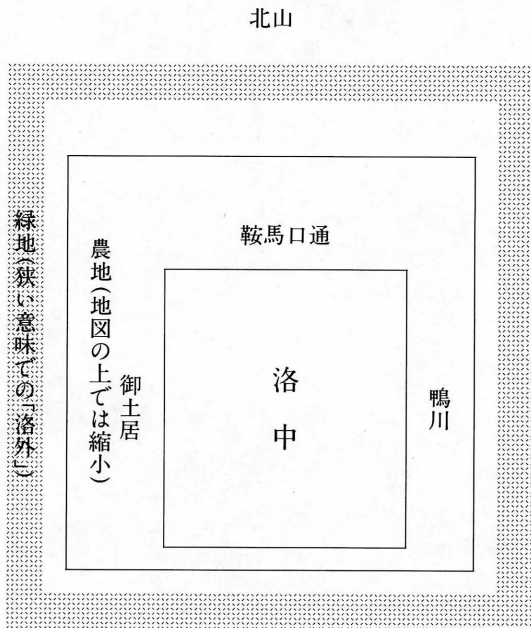 北山
鞍馬口通
鴨川
洛中
御土居
農地(地図の上では縮小)
緑地(狭い意味での「洛外」)